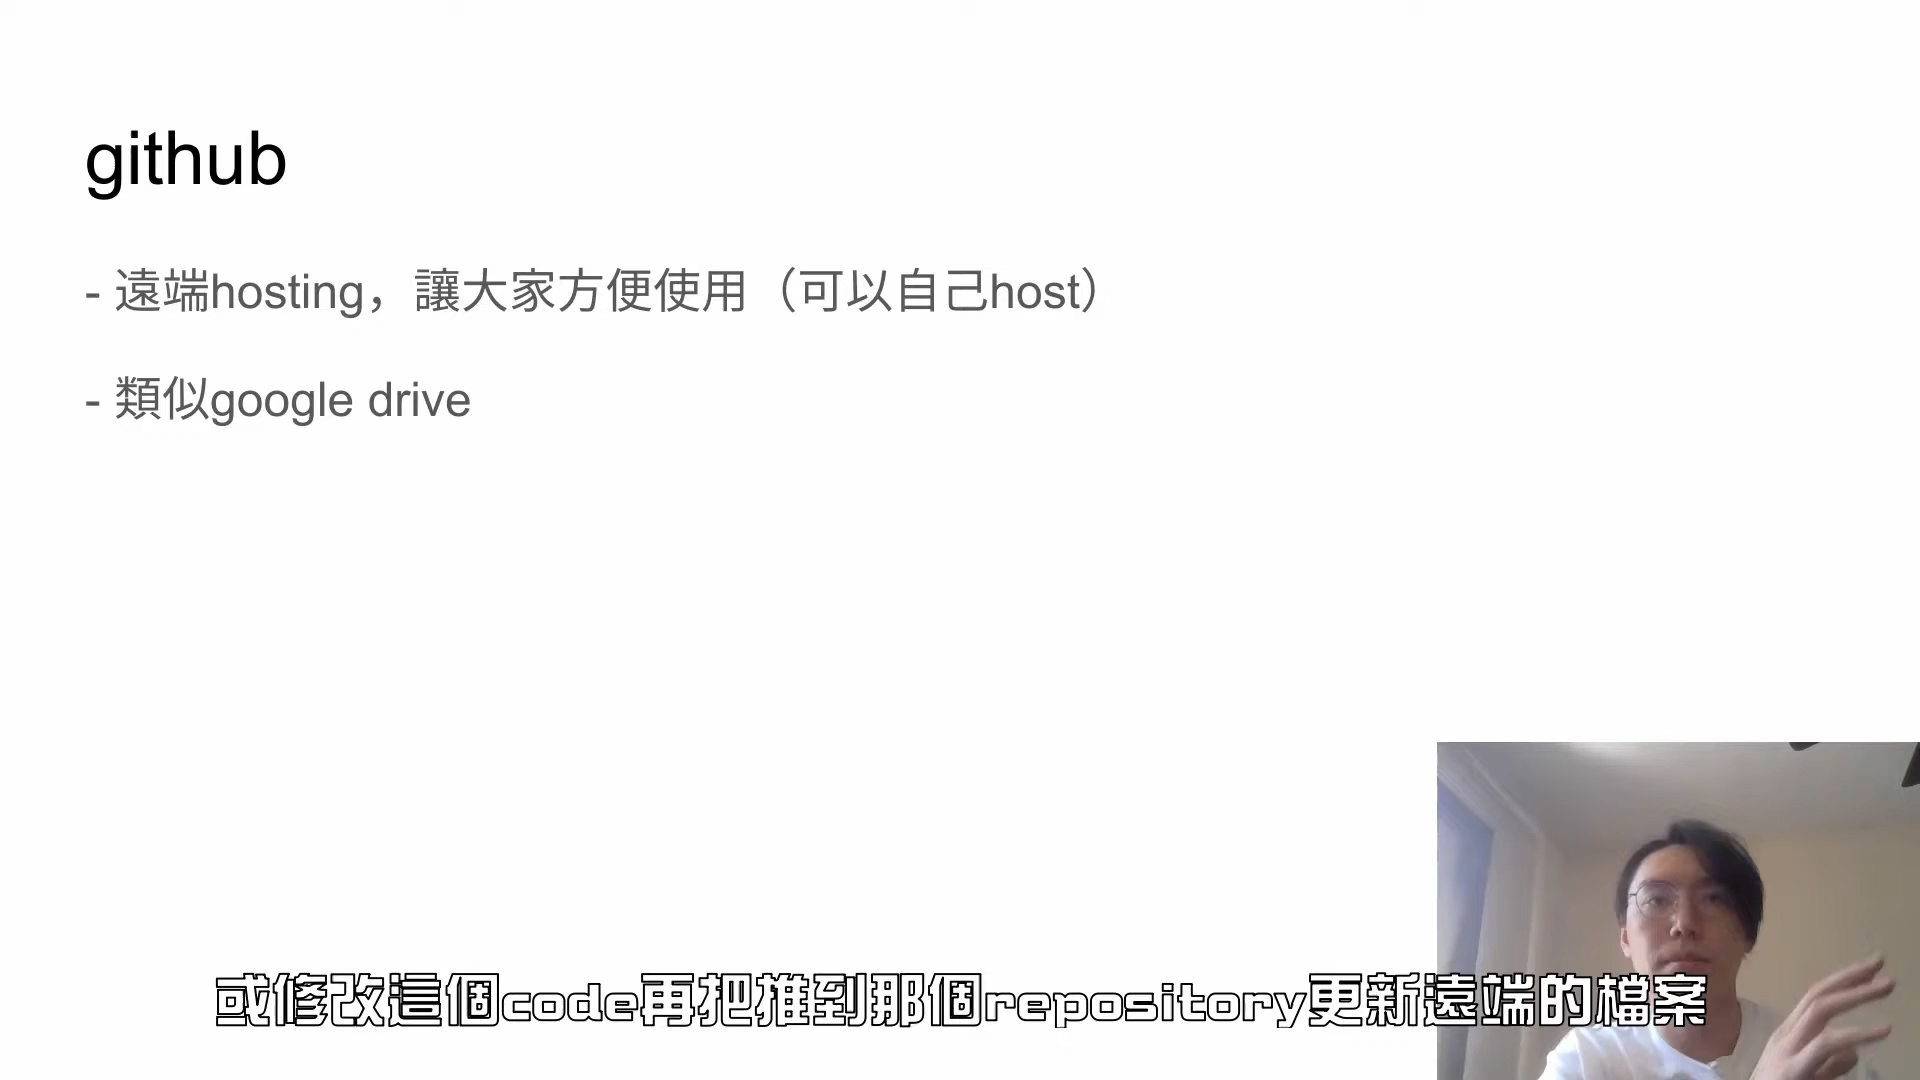 github
- 遠端hosting，讓大家方便使用（可以自己host）
- 類似google drive
或修改這個code再把推到那個repository更新遠端的檔案